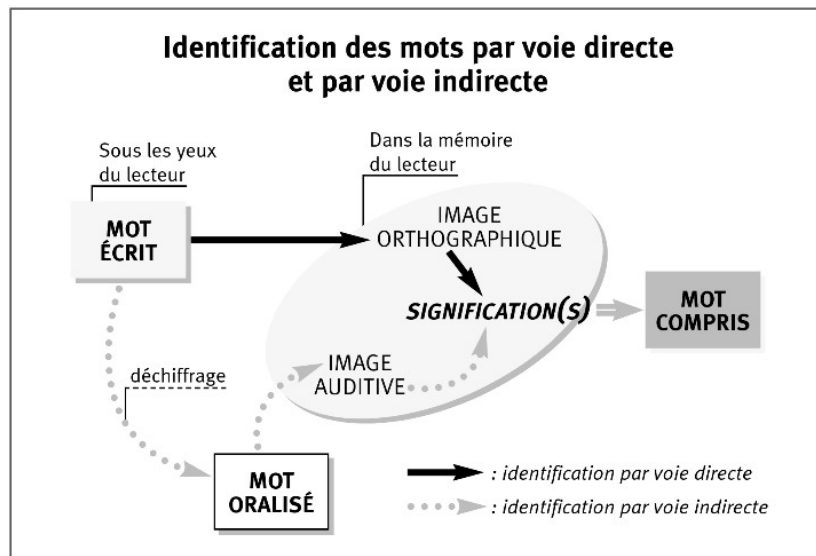 Identification des mots par voie directe
et par voie indirecte
Sous les yeux
du lecteur
Dans la mémoire
du lecteur
MOT
ÉCRIT
IMAGE
ORTHOGRAPHIQUE
SIGNIFICATION(S)
MOT
COMPRIS
IMAGE
AUDITIVE
déchiffrage
MOT
ORALISÉ
: identification par voie directe
: identification par voie indirecte